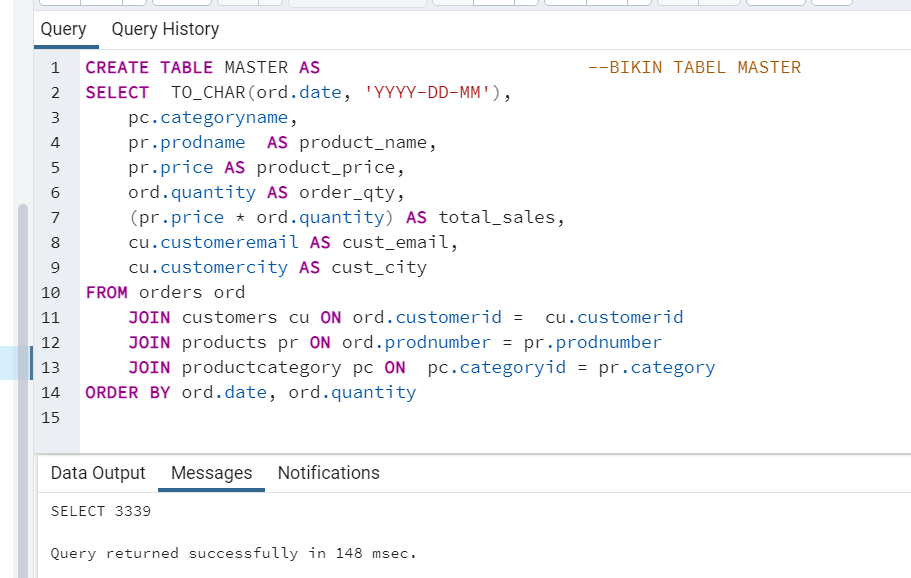 Query Query History
1 CREATE TABLE MASTER AS --BIKIN TABEL MASTER
2 SELECT TO_CHAR(ord.date, 'YYYY-DD-MM'),
3 pc.categoryname,
4 pr.prodname AS product_name,
5 pr.price AS product_price,
6 ord.quantity AS order_qty,
7 (pr.price * ord.quantity) AS total_sales,
8 cu.customeremail AS cust_email,
9 cu.customercity AS cust_city
10 FROM orders ord
11 JOIN customers cu ON ord.customerid = cu.customerid
12 JOIN products pr ON ord.prodnumber = pr.prodnumber
13 JOIN productcategory pc ON pc.categoryid = pr.category
14 ORDER BY ord.date, ord.quantity
15
Data Output Messages Notifications
SELECT 3339
Query returned successfully in 148 msec.